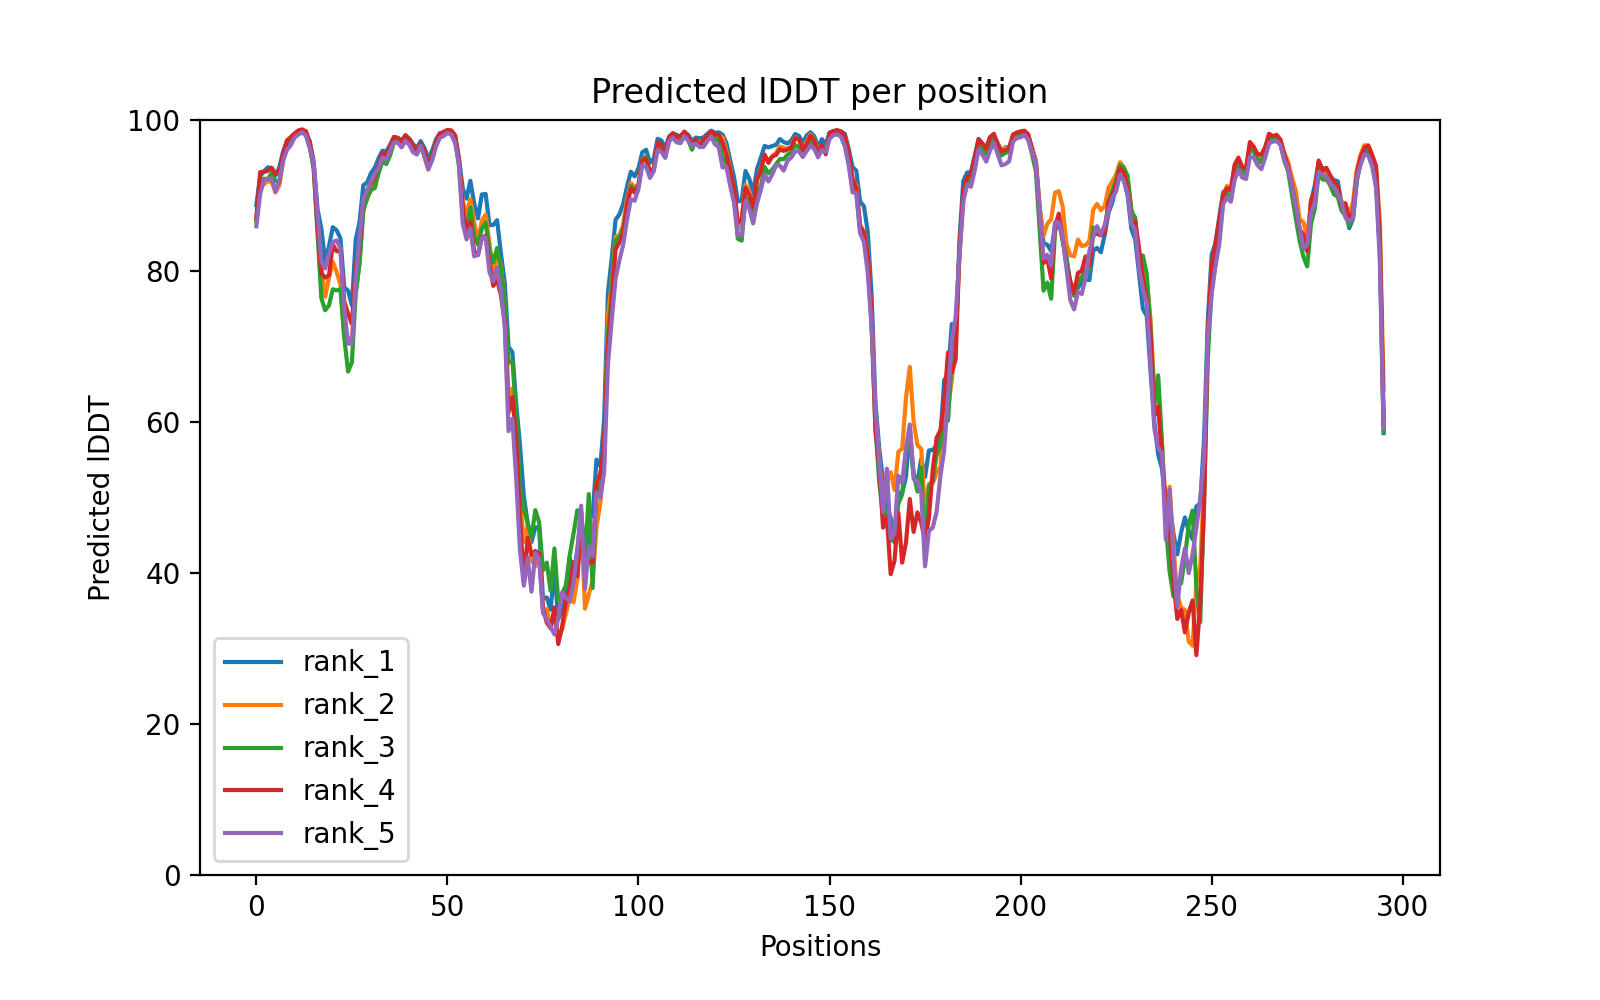 Predicted lDDT per position
100
80
60
40
20
0
Predicted lDDT
rank_1
rank_2
rank_3
rank_4
rank_5
0 50 100 150 200 250 300
Positions